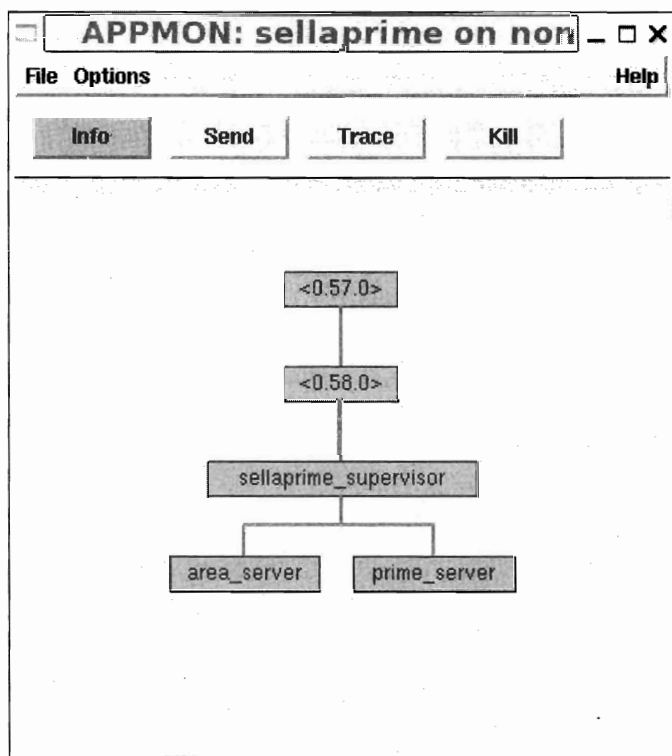 APPMON: sellaprime on non
File Options Help
Info Send Trace Kill
<0.57.0>
<0.58.0>
sellaprime_supervisor
area_server prime_server